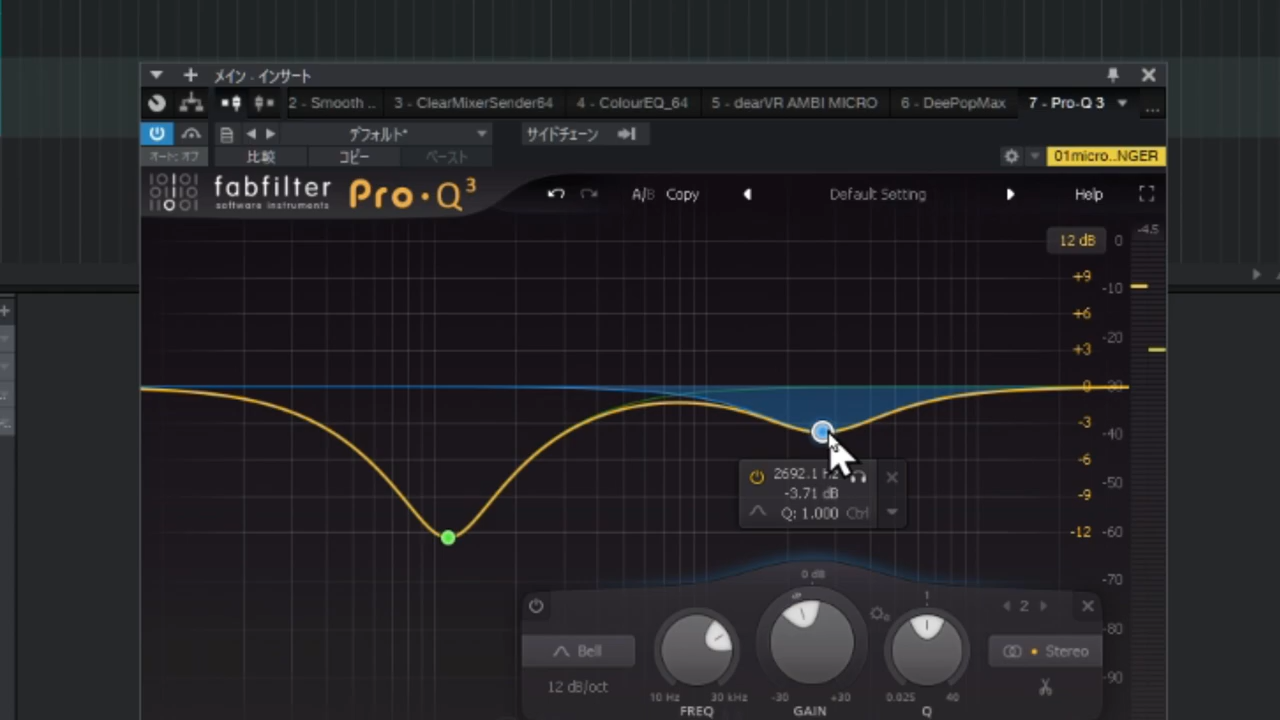 メイン - インサート
2 - Smooth .. 3 - ClearMixerSender64 4 - ColourEQ_64 5 - dearVR AMBI MICRO 6 - DeePopMax 7 - Pro-Q 3 ...
デフォルト* サイドチェーン
オート: オフ 比較 コピー ペースト 01micro..NGER
fabfilter Pro·Q3
software instruments
A/B Copy Default Setting Help
-4.5
12 dB 0
+9 -10
+6
-20
+3
0 -30
-3
-40
-6
-50
-9
-12 -60
-70
-80
-90
2692.1 Hz
-3.71 dB
Q: 1.000 Ctrl
0 dB
1 2
Bell Stereo
12 dB/oct
10 Hz 30 kHz -30 +30 0.025 40
FREQ GAIN Q